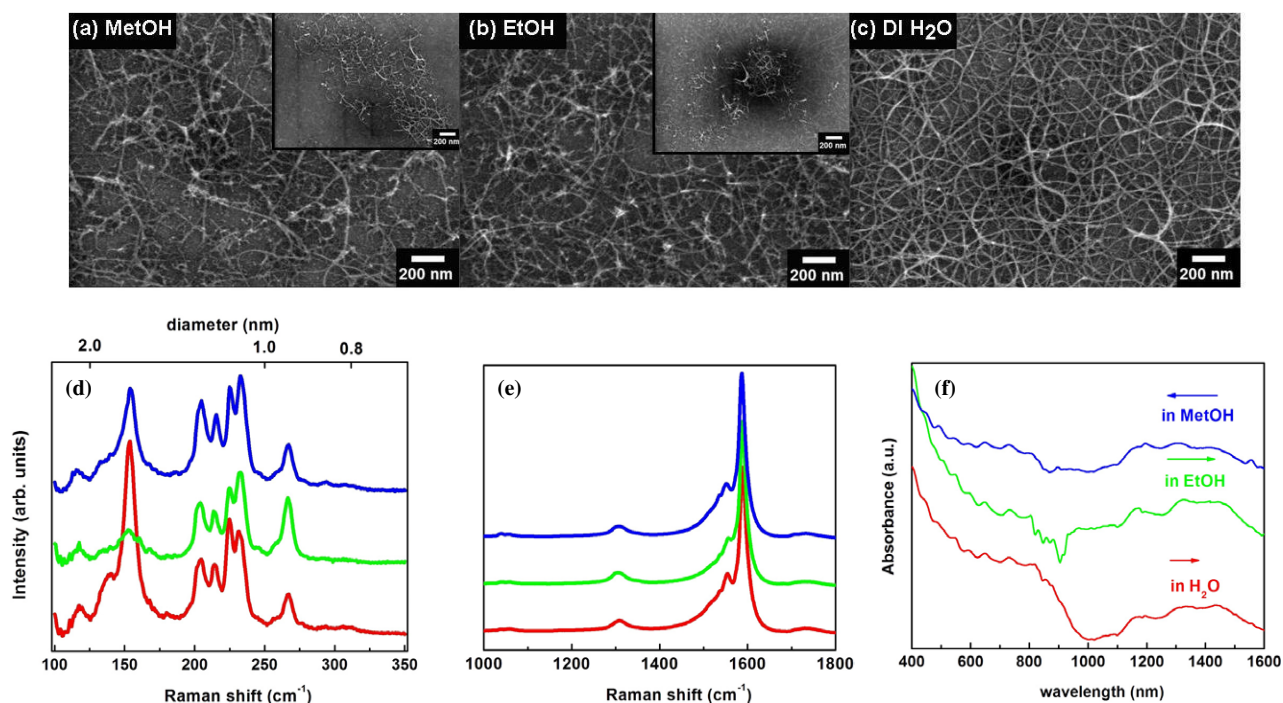 (a) MetOH
200 nm
200 nm
(b) EtOH
200 nm
200 nm
(c) DI H2O
200 nm
diameter (nm)
2.0 1.0 0.8
(d)
Intensity (arb. units)
100 150 200 250 300 350
Raman shift (cm-1)
(e)
1000 1200 1400 1600 1800
Raman shift (cm-1)
(f)
in MetOH
in EtOH
in H2O
Absorbance (a.u.)
400 600 800 1000 1200 1400 1600
wavelength (nm)